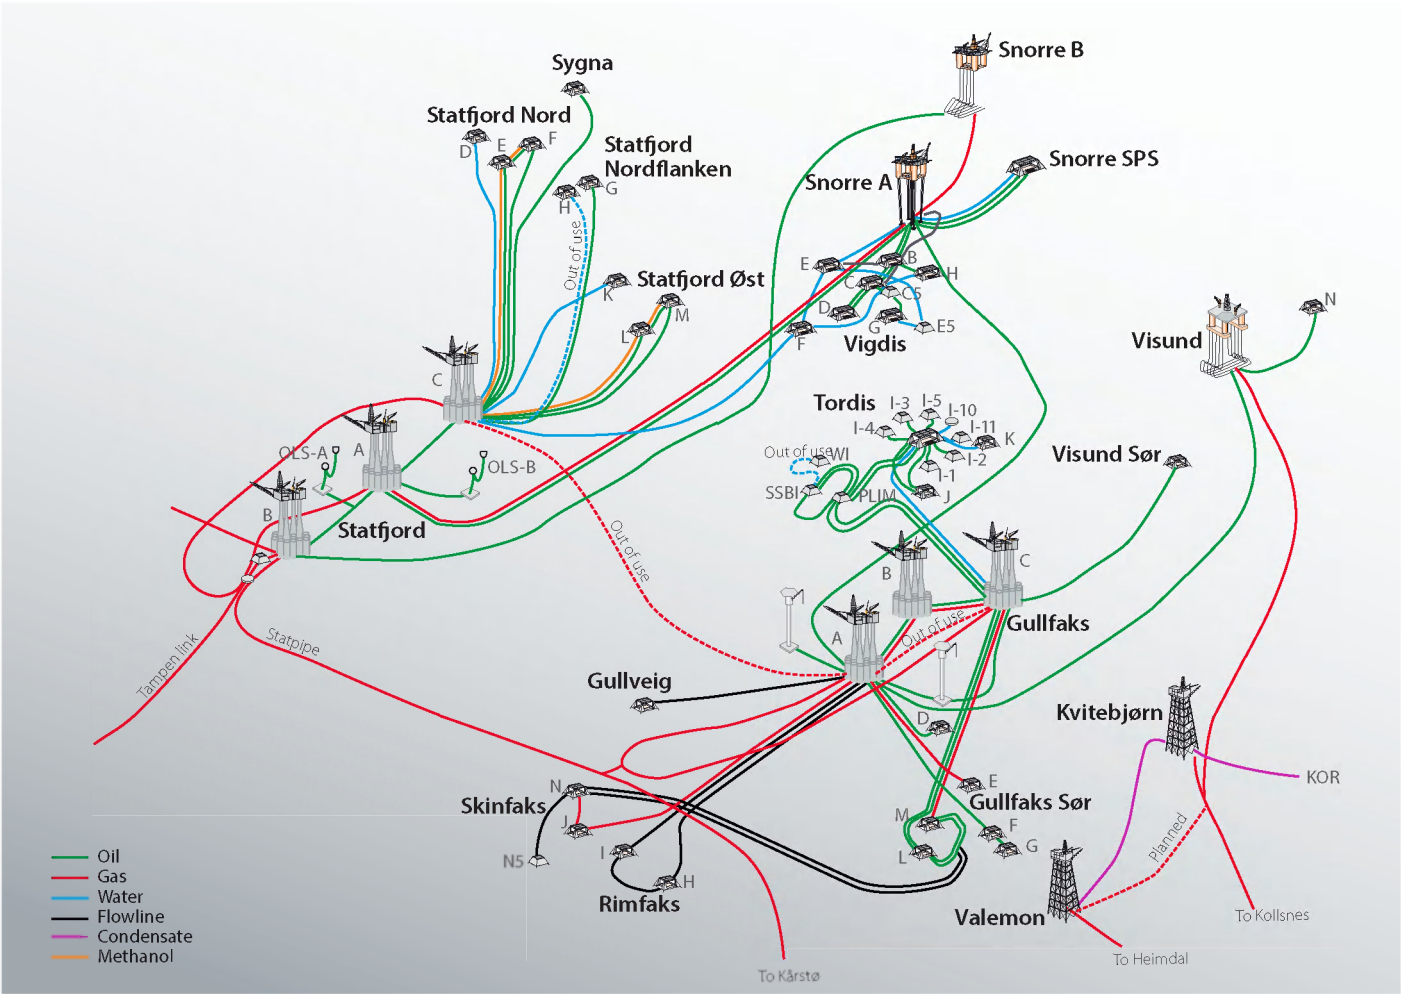 Snorre B
Sygna
Statfjord Nord
D
E
F
Statfjord
Nordflanken
H
G
Out of use
Snorre A
Snorre SPS
E
B
H
C
C5
D
G
E5
F
Vigdis
K
Statfjord Øst
L
M
Visund
N
C
A
B
OLS-A
OLS-B
Statfjord
Tordis
I-3
I-5
I-10
I-4
I-11
K
I-2
I-1
J
Out of use
WI
SSBI
PLIM
Visund Sør
Out of use
B
C
A
Out of use
Gullfaks
Tampen link
Statpipe
Gullveig
D
Kvitebjørn
KOR
E
Gullfaks Sør
F
G
M
L
Skinfaks
N
J
N5
I
H
Rimfaks
Planned
Valemon
To Kollsnes
To Heimdal
To Kårstø
Oil
Gas
Water
Flowline
Condensate
Methanol